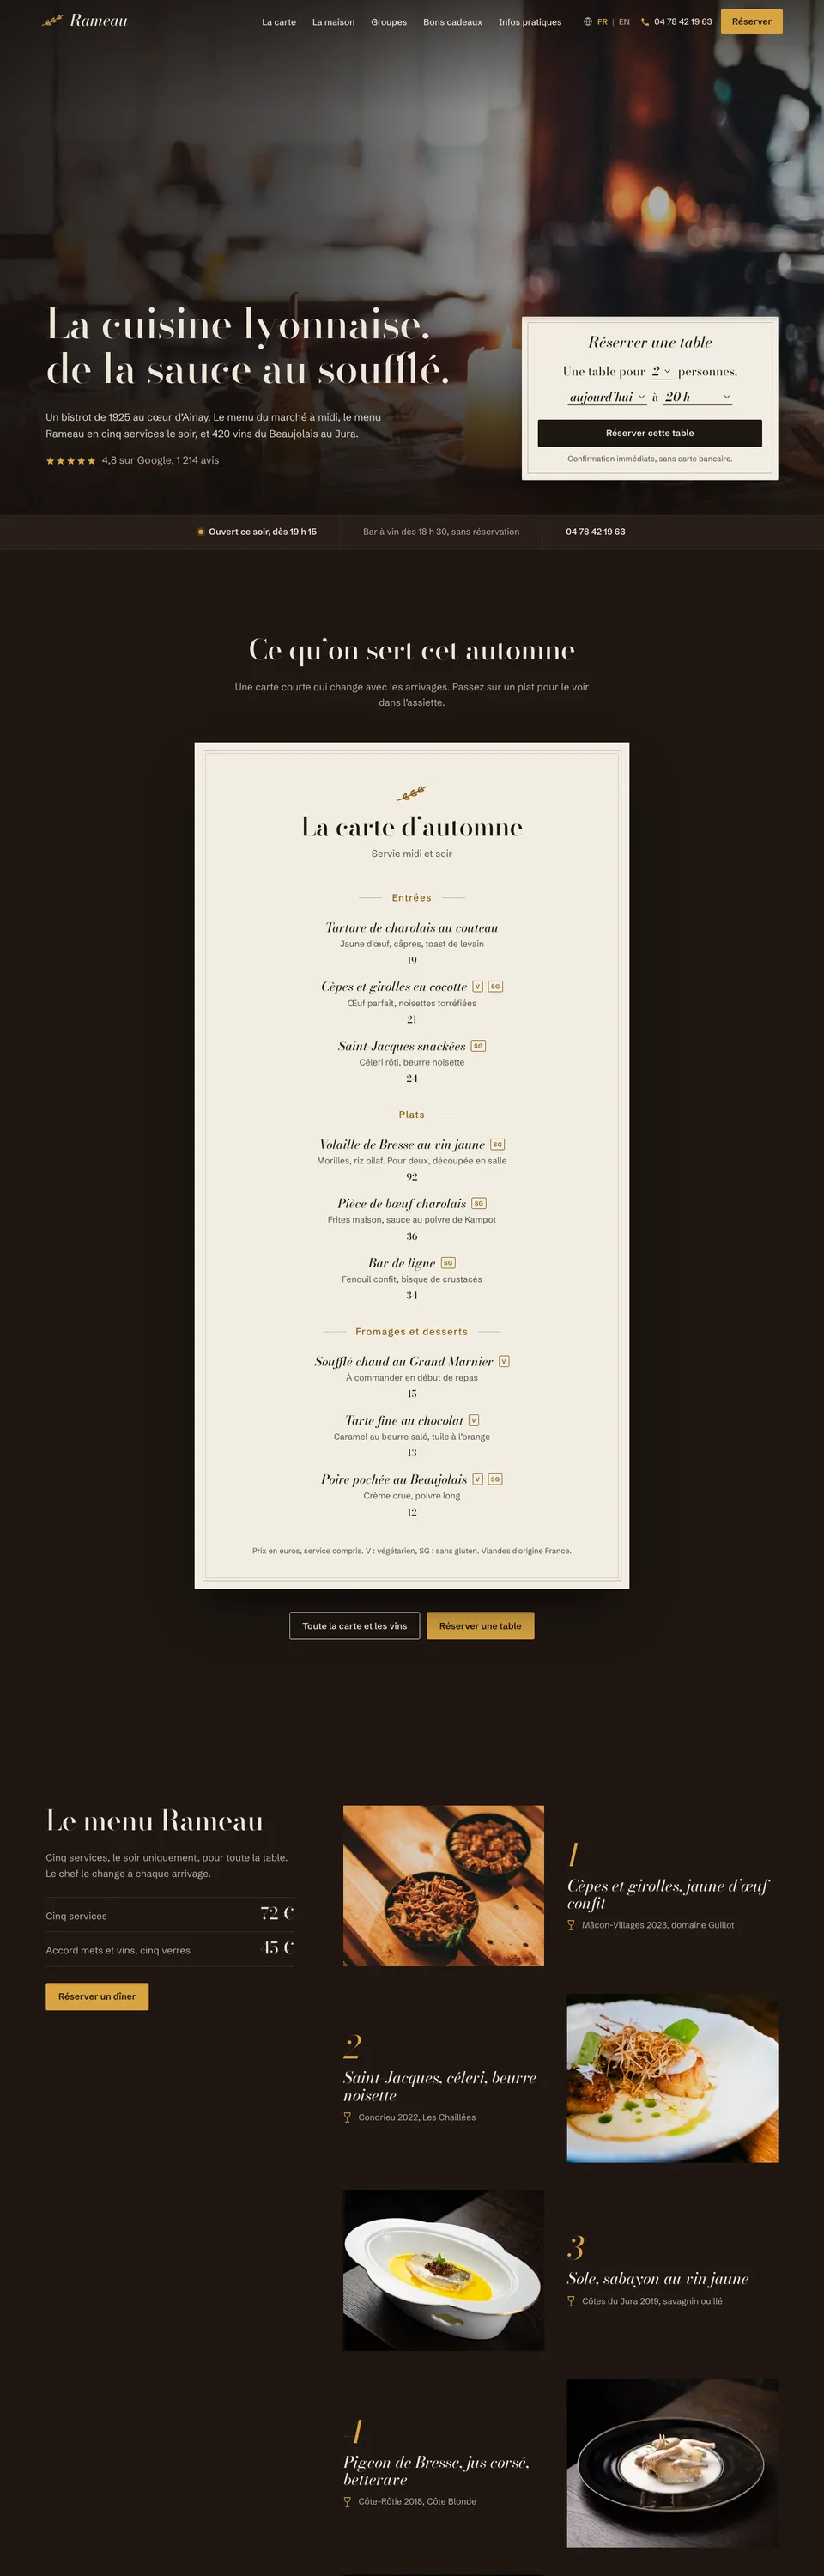 Rameau
La carte La maison Groupes Bons cadeaux Infos pratiques FR | EN 04 78 42 19 63 Réserver
La cuisine lyonnaise,
de la sauce au soufflé.
Un bistrot de 1925 au cœur d’Ainay. Le menu du marché à midi, le menu
Rameau en cinq services le soir, et 420 vins du Beaujolais au Jura.
4,8 sur Google, 1 214 avis
Réserver une table
Une table pour 2 personnes,
aujourd’hui à 20 h
Réserver cette table
Confirmation immédiate, sans carte bancaire.
Ouvert ce soir, dès 19 h 15
Bar à vin dès 18 h 30, sans réservation
04 78 42 19 63
Ce qu’on sert cet automne
Une carte courte qui change avec les arrivages. Passez sur un plat pour le voir
dans l’assiette.
La carte d’automne
Servie midi et soir
Entrées
Tartare de charolais au couteau
Jaune d’œuf, câpres, toast de levain
19
Cèpes et girolles en cocotte V SG
Œuf parfait, noisettes torréfiées
21
Saint-Jacques snackées SG
Céleri rôti, beurre noisette
24
Plats
Volaille de Bresse au vin jaune SG
Morilles, riz pilaf. Pour deux, découpée en salle
92
Pièce de bœuf charolais SG
Frites maison, sauce au poivre de Kampot
36
Bar de ligne SG
Fenouil confit, bisque de crustacés
34
Fromages et desserts
Soufflé chaud au Grand Marnier V
À commander en début de repas
15
Tarte fine au chocolat V
Caramel au beurre salé, tuile à l’orange
13
Poire pochée au Beaujolais V SG
Crème crue, poivre long
12
Prix en euros, service compris. V : végétarien, SG : sans gluten. Viandes d’origine France.
Toute la carte et les vins
Réserver une table
Le menu Rameau
Cinq services, le soir uniquement, pour toute la table.
Le chef le change à chaque arrivage.
Cinq services 72 €
Accord mets et vins, cinq verres 45 €
Réserver un dîner
1
Cèpes et girolles, jaune d’œuf
confit
Mâcon-Villages 2023, domaine Guillot
2
Saint-Jacques, céleri, beurre
noisette
Condrieu 2022, Les Chaillées
3
Sole, sabayon au vin jaune
Côtes du Jura 2019, savagnin ouillé
4
Pigeon de Bresse, jus corsé,
betterave
Côte-Rôtie 2018, Côte Blonde